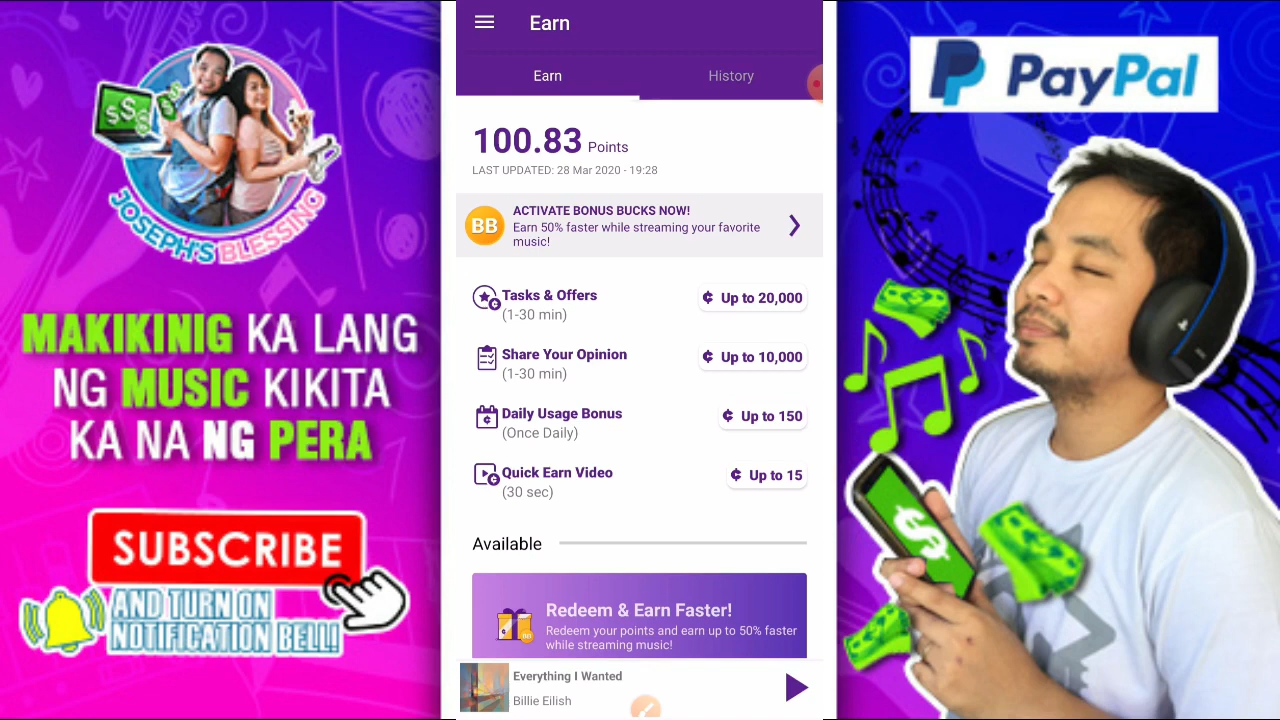 JOSEPH'S BLESSING
MAKIKINIG KA LANG
NG MUSIC KIKITA
KA NA NG PERA
SUBSCRIBE
AND TURN ON
NOTIFICATION BELL!
Earn
Earn
History
100.83 Points
LAST UPDATED: 28 Mar 2020 - 19:28
BB
ACTIVATE BONUS BUCKS NOW!
Earn 50% faster while streaming your favorite
music!
Tasks & Offers
(1-30 min)
Up to 20,000
Share Your Opinion
(1-30 min)
Up to 10,000
Daily Usage Bonus
(Once Daily)
Up to 150
Quick Earn Video
(30 sec)
Up to 15
Available
Redeem & Earn Faster!
Redeem your points and earn up to 50% faster
while streaming music!
Everything I Wanted
Billie Eilish
PayPal